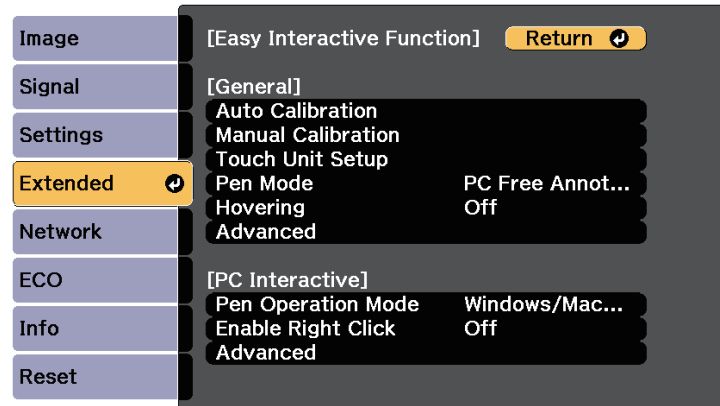 Image
Signal
Settings
Extended
Network
ECO
Info
Reset
[Easy Interactive Function] Return
[General]
Auto Calibration
Manual Calibration
Touch Unit Setup
Pen Mode PC Free Annot...
Hovering Off
Advanced
[PC Interactive]
Pen Operation Mode Windows/Mac...
Enable Right Click Off
Advanced